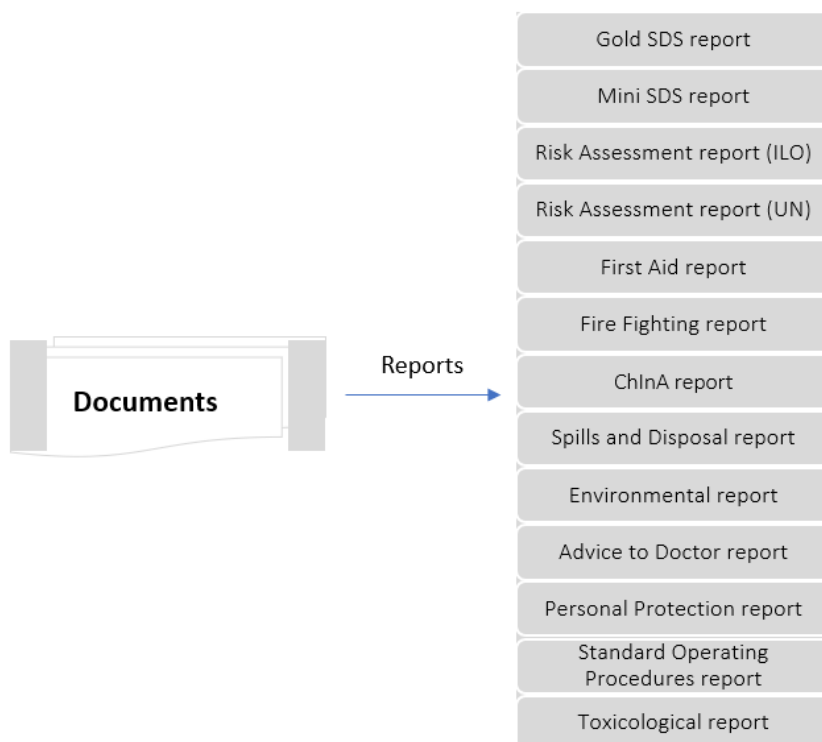 Gold SDS report
Mini SDS report
Risk Assessment report (ILO)
Risk Assessment report (UN)
First Aid report
Fire Fighting report
Reports
ChInA report
Documents
Spills and Disposal report
Environmental report
Advice to Doctor report
Personal Protection report
Standard Operating
Procedures report
Toxicological report